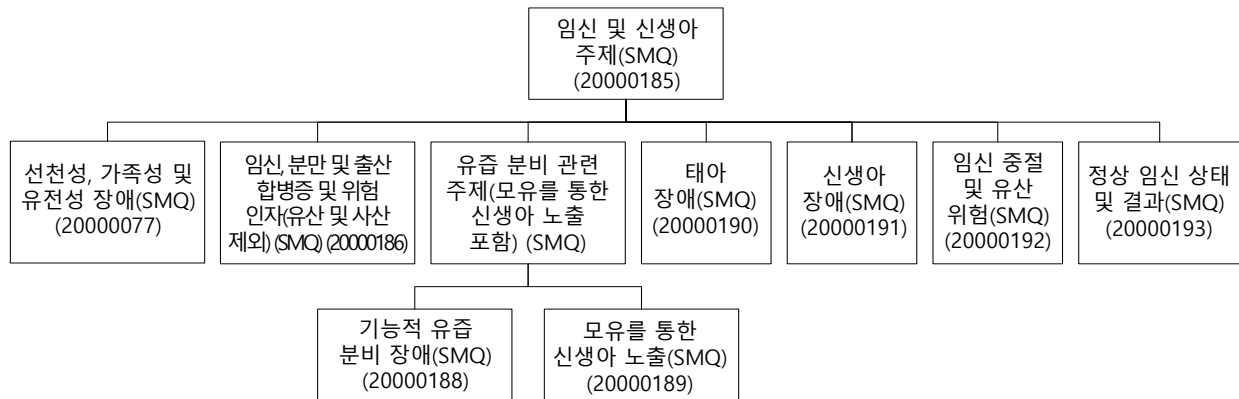 임신 및 신생아
주제(SMQ)
(20000185)
선천성, 가족성 및
유전성 장애(SMQ)
(20000077)
임신, 분만 및 출산
합병증 및 위험
인자(유산 및 사산
제외) (SMQ) (20000186)
유즙 분비 관련
주제(모유를 통한
신생아 노출
포함) (SMQ)
태아
장애(SMQ)
(20000190)
신생아
장애(SMQ)
(20000191)
임신 중절
및 유산
위험(SMQ)
(20000192)
정상 임신 상태
및 결과(SMQ)
(20000193)
기능적 유즙
분비 장애(SMQ)
(20000188)
모유를 통한
신생아 노출(SMQ)
(20000189)